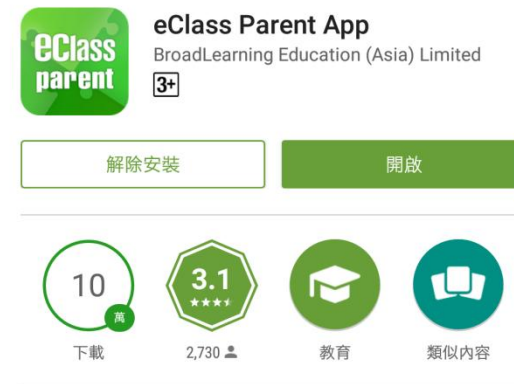 eClass
parent
eClass Parent App
BroadLearning Education (Asia) Limited
3+
解除安裝
開啟
10
萬
下載
3.1
2,730
教育
類似內容